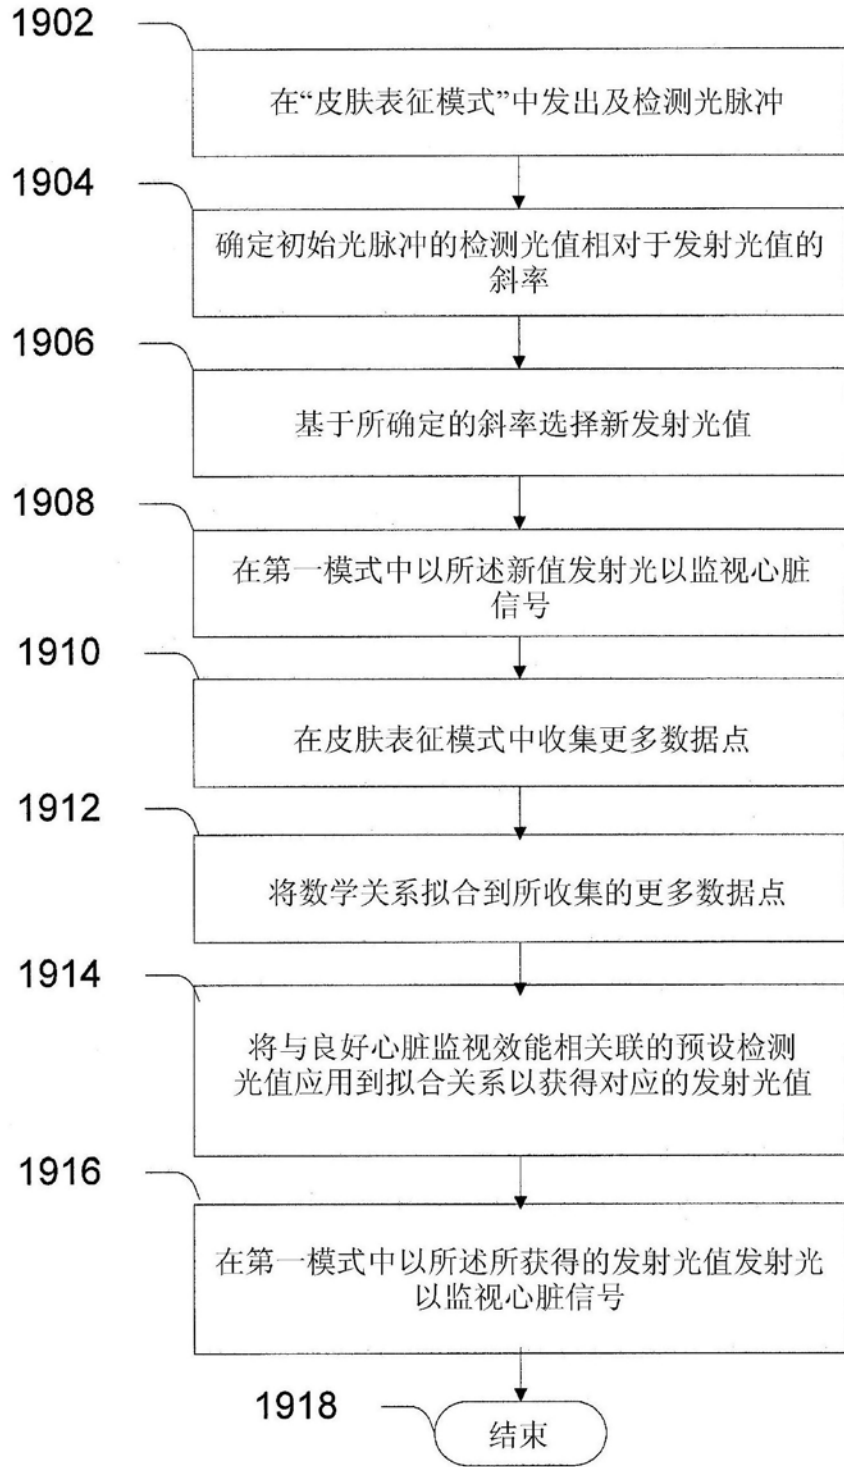 1902
在“皮肤表征模式”中发出及检测光脉冲
1904
确定初始光脉冲的检测光值相对于发射光值的
斜率
1906
基于所确定的斜率选择新发射光值
1908
在第一模式中以所述新值发射光以监视心脏
信号
1910
在皮肤表征模式中收集更多数据点
1912
将数学关系拟合到所收集的更多数据点
1914
将与良好心脏监视效能相关联的预设检测
光值应用到拟合关系以获得对应的发射光值
1916
在第一模式中以所述所获得的发射光值发射光
以监视心脏信号
1918
结束